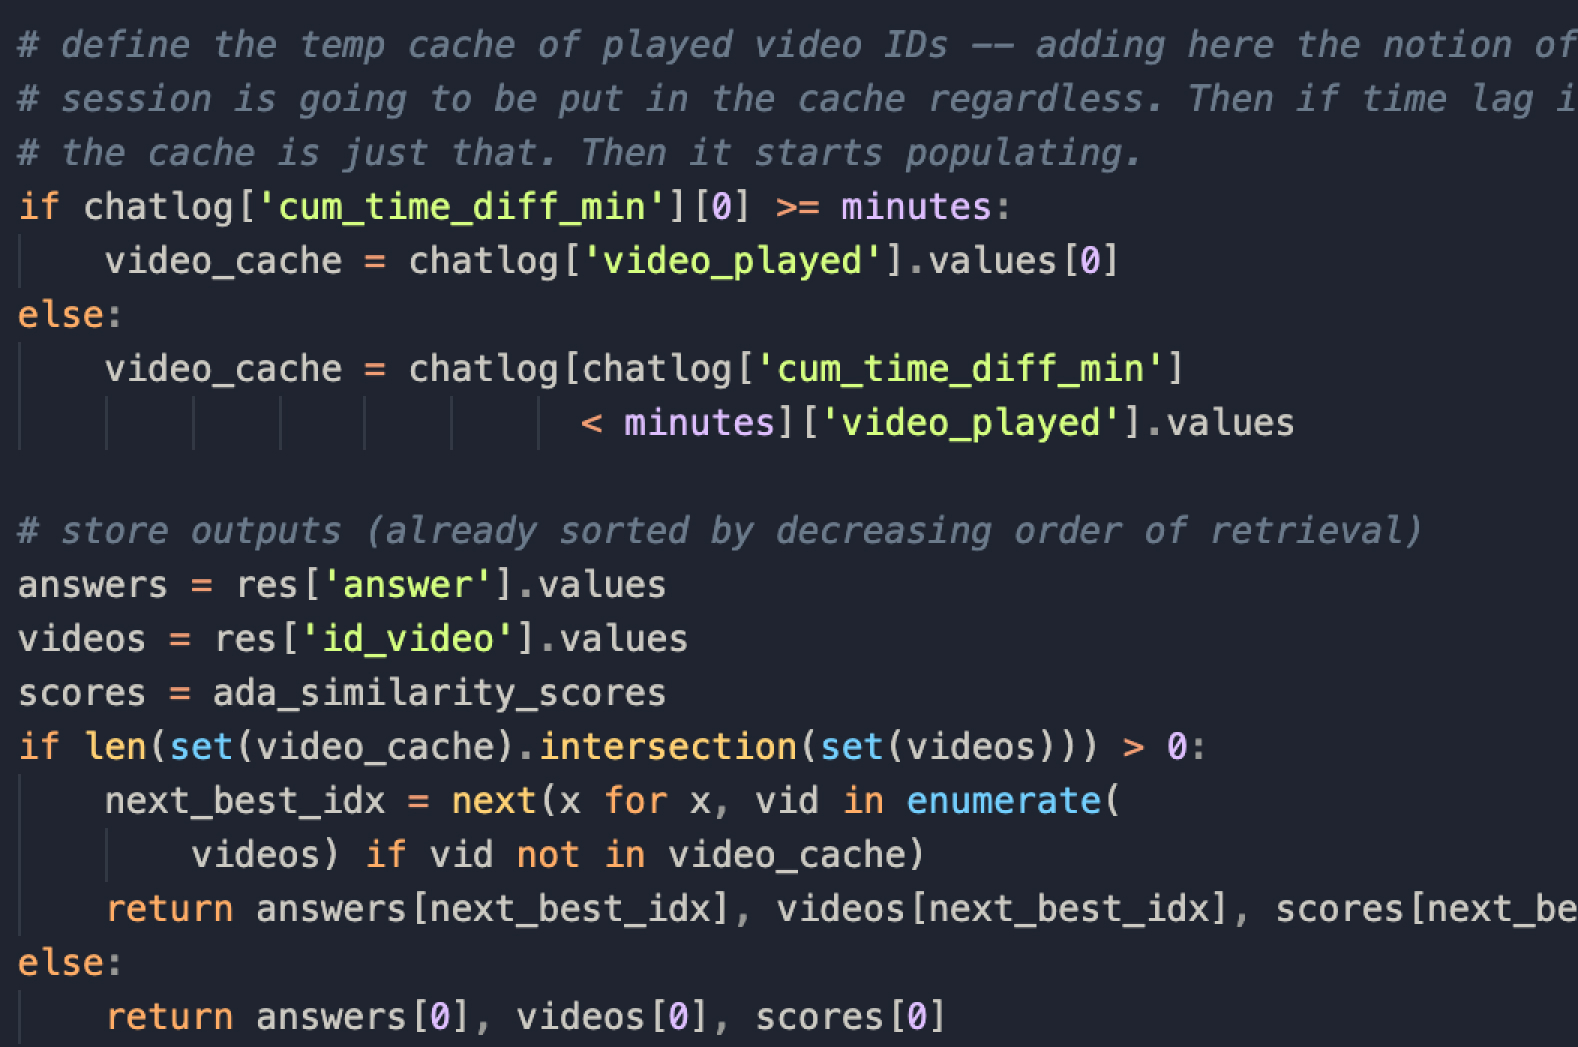 # define the temp cache of played video IDs -- adding here the notion of
# session is going to be put in the cache regardless. Then if time lag i
# the cache is just that. Then it starts populating.
if chatlog['cum_time_diff_min'][0] >= minutes:
    video_cache = chatlog['video_played'].values[0]
else:
    video_cache = chatlog[chatlog['cum_time_diff_min']
                          < minutes]['video_played'].values

# store outputs (already sorted by decreasing order of retrieval)
answers = res['answer'].values
videos = res['id_video'].values
scores = ada_similarity_scores
if len(set(video_cache).intersection(set(videos))) > 0:
    next_best_idx = next(x for x, vid in enumerate(
        videos) if vid not in video_cache)
    return answers[next_best_idx], videos[next_best_idx], scores[next_be
else:
    return answers[0], videos[0], scores[0]